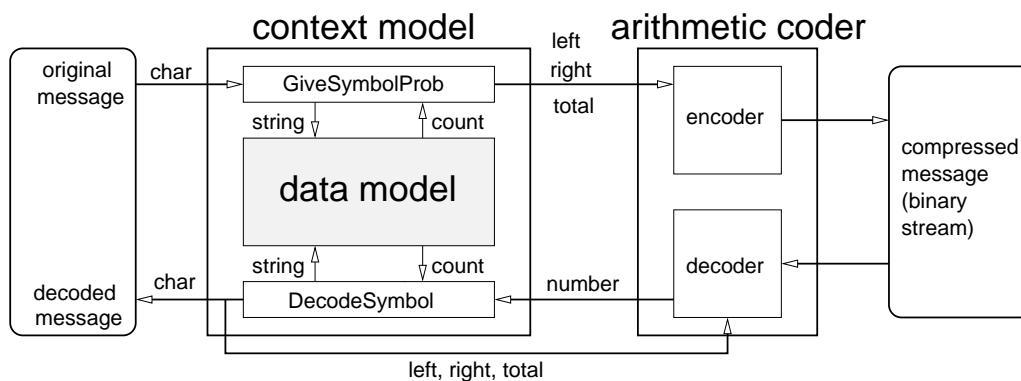 context model
arithmetic coder
original
message
char
GiveSymbolProb
left
right
total
string
count
encoder
data model
compressed
message
(binary
stream)
string
count
decoder
char
number
decoded
message
DecodeSymbol
left, right, total